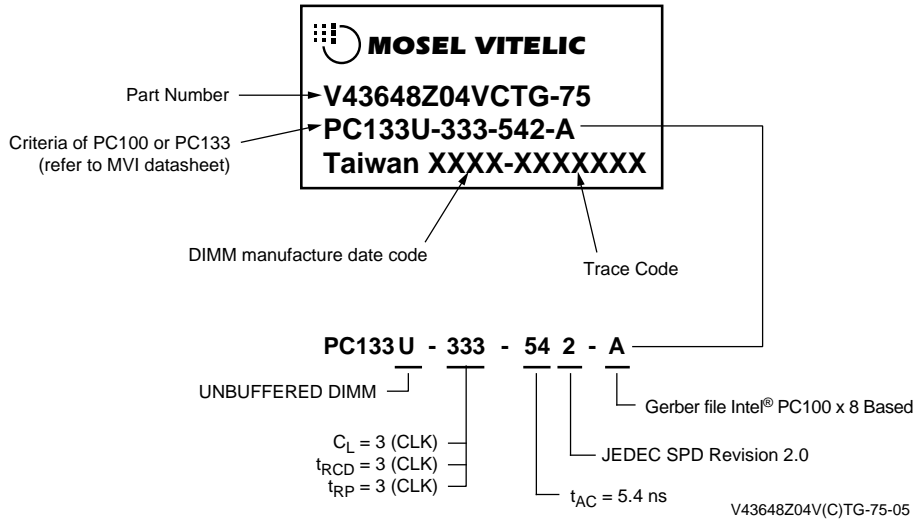 MOSEL VITELIC
Part Number
V43648Z04VCTG-75
Criteria of PC100 or PC133
(refer to MVI datasheet)
PC133U-333-542-A
Taiwan XXXX-XXXXXXX
DIMM manufacture date code
Trace Code
PC133 U - 333 - 54 2 - A
UNBUFFERED DIMM
Gerber file Intel® PC100 x 8 Based
CL = 3 (CLK)
tRCD = 3 (CLK)
tRP = 3 (CLK)
JEDEC SPD Revision 2.0
tAC = 5.4 ns
V43648Z04V(C)TG-75-05